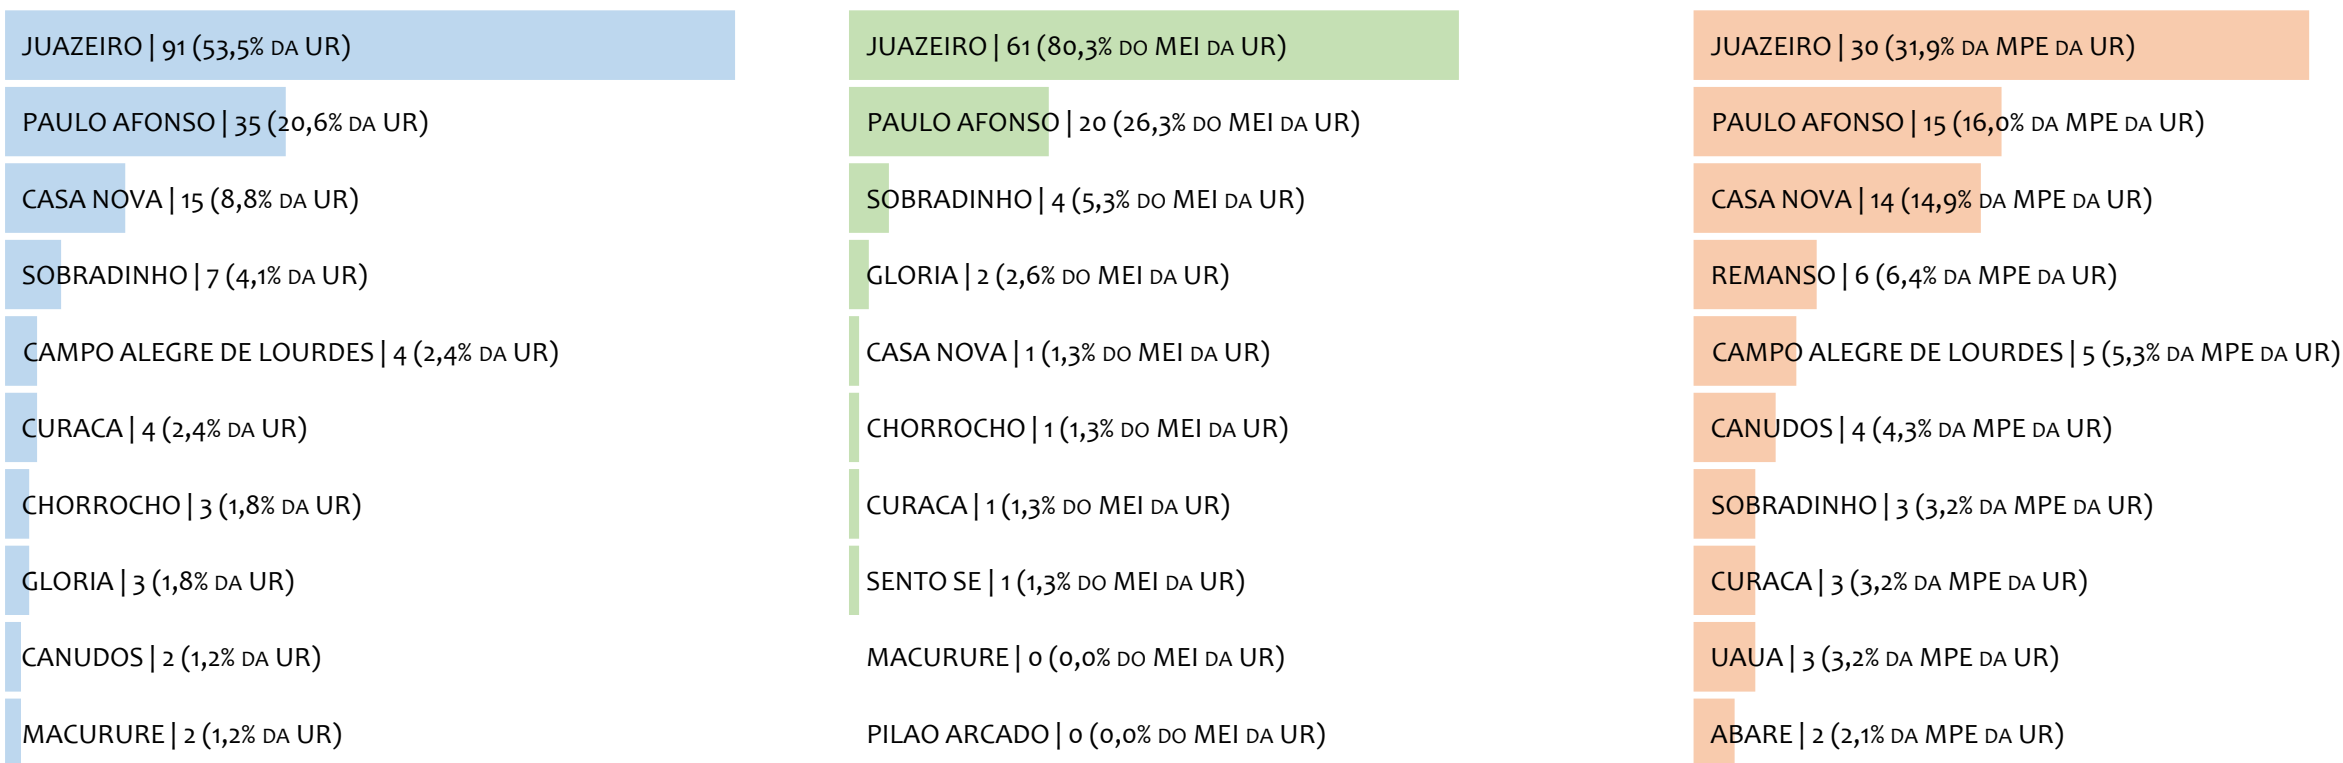 JUAZEIRO | 91 (53,5% DA UR)
PAULO AFONSO | 35 (20,6% DA UR)
CASA NOVA | 15 (8,8% DA UR)
SOBRADINHO | 7 (4,1% DA UR)
CAMPO ALEGRE DE LOURDES | 4 (2,4% DA UR)
CURACA | 4 (2,4% DA UR)
CHORROCHO | 3 (1,8% DA UR)
GLORIA | 3 (1,8% DA UR)
CANUDOS | 2 (1,2% DA UR)
MACURURE | 2 (1,2% DA UR)
JUAZEIRO | 61 (80,3% DO MEI DA UR)
PAULO AFONSO | 20 (26,3% DO MEI DA UR)
SOBRADINHO | 4 (5,3% DO MEI DA UR)
GLORIA | 2 (2,6% DO MEI DA UR)
CASA NOVA | 1 (1,3% DO MEI DA UR)
CHORROCHO | 1 (1,3% DO MEI DA UR)
CURACA | 1 (1,3% DO MEI DA UR)
SENTO SE | 1 (1,3% DO MEI DA UR)
MACURURE | 0 (0,0% DO MEI DA UR)
PILAO ARCADO | 0 (0,0% DO MEI DA UR)
JUAZEIRO | 30 (31,9% DA MPE DA UR)
PAULO AFONSO | 15 (16,0% DA MPE DA UR)
CASA NOVA | 14 (14,9% DA MPE DA UR)
REMANSO | 6 (6,4% DA MPE DA UR)
CAMPO ALEGRE DE LOURDES | 5 (5,3% DA MPE DA UR)
CANUDOS | 4 (4,3% DA MPE DA UR)
SOBRADINHO | 3 (3,2% DA MPE DA UR)
CURACA | 3 (3,2% DA MPE DA UR)
UAUA | 3 (3,2% DA MPE DA UR)
ABARE | 2 (2,1% DA MPE DA UR)